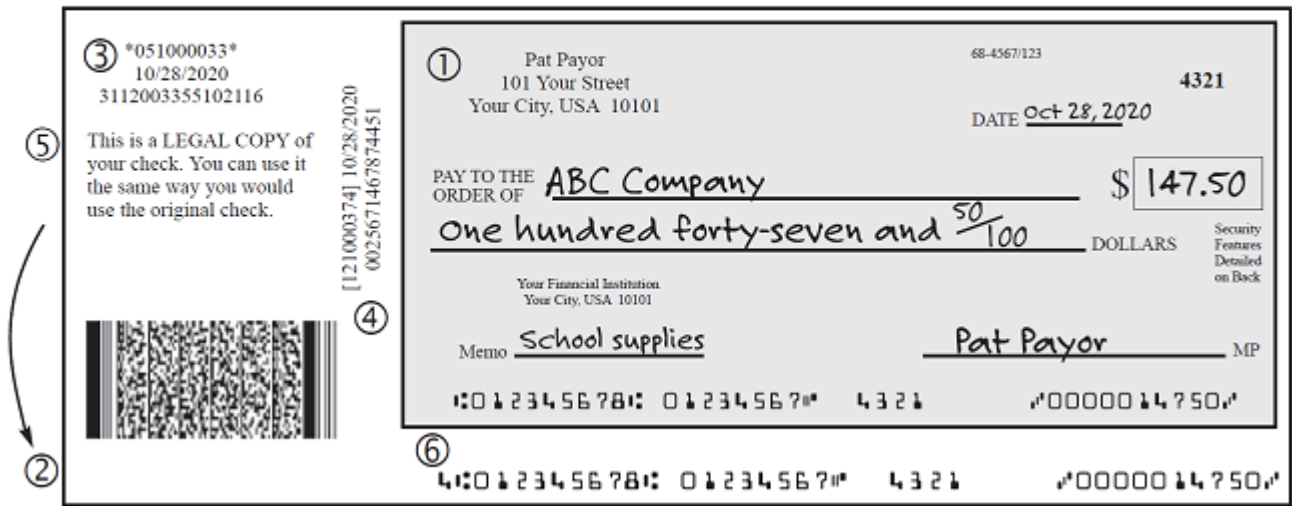 ③ *051000033*
10/28/2020
3112003355102116
⑤ This is a LEGAL COPY of
your check. You can use it
the same way you would
use the original check.
②
[121000374] 10/28/2020
00256714678744​51
④
① Pat Payor
101 Your Street
Your City, USA 10101
68-4567/123
4321
DATE Oct 28, 2020
PAY TO THE
ORDER OF ABC Company $ 147.50
One hundred forty-seven and 50/100 DOLLARS
Security
Features
Detailed
on Back
Your Financial Institution
Your City, USA 10101
Memo School supplies Pat Payor MP
⑆012345678⑆ 01234567⑈ 4321 ⑇0000014750⑇
⑥
4⑆012345678⑆ 01234567⑈ 4321 ⑇0000014750⑇